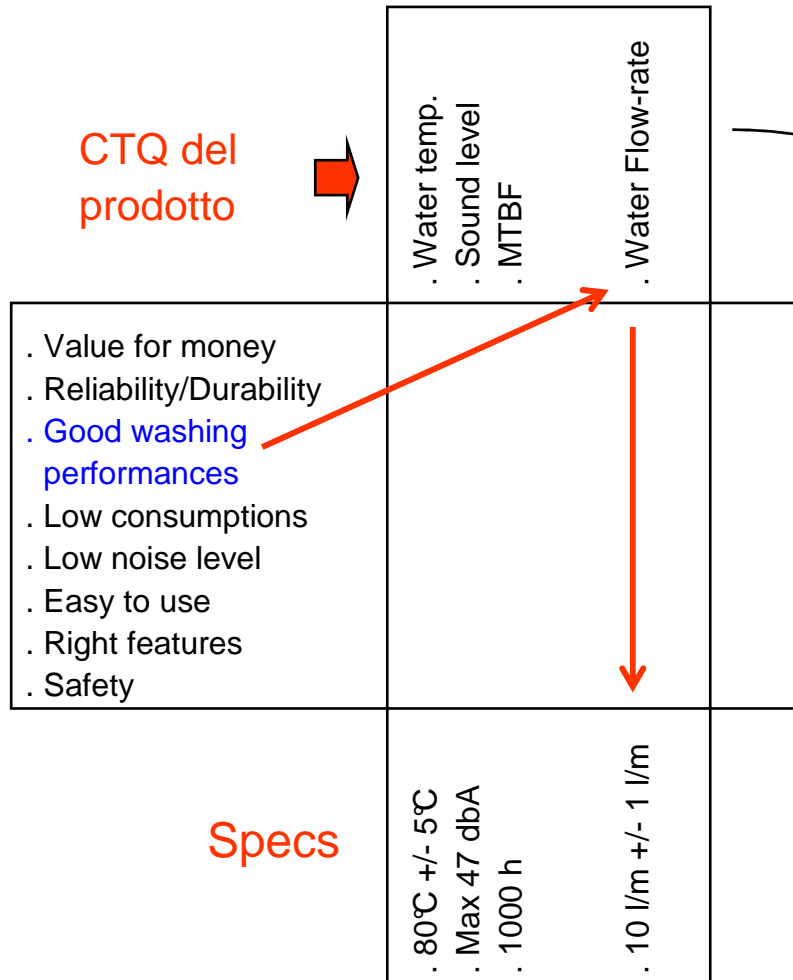 CTQ del
prodotto
. Water temp.
. Sound level
. MTBF
. Water Flow-rate
. Value for money
. Reliability/Durability
. Good washing
performances
. Low consumptions
. Low noise level
. Easy to use
. Right features
. Safety
Specs
. 80°C +/- 5°C
. Max 47 dbA
. 1000 h
. 10 l/m +/- 1 l/m